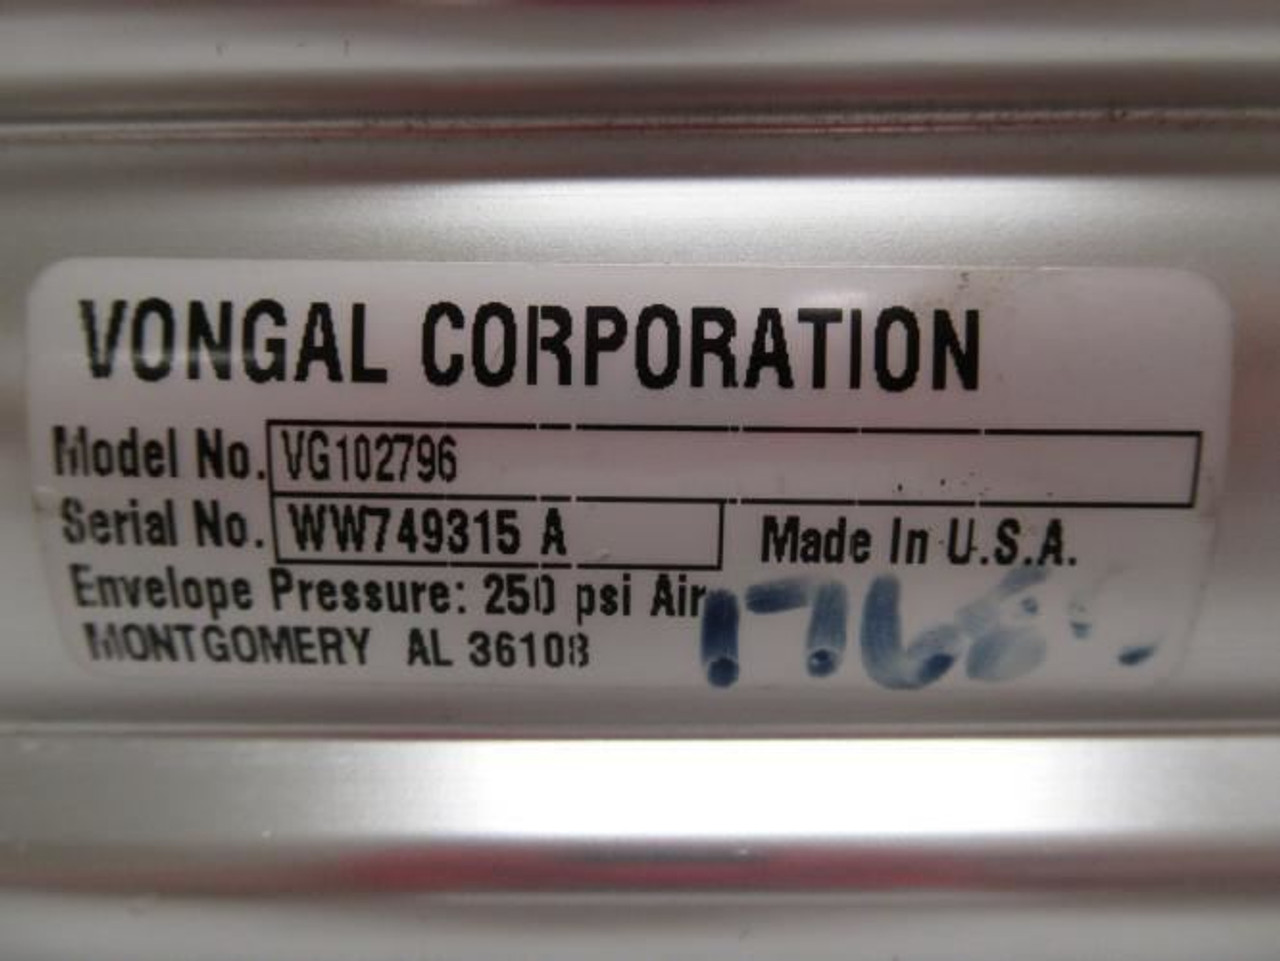 VONGAL CORPORATION
Model No. VG102796
Serial No. WW749315 A Made In U.S.A.
Envelope Pressure: 250 psi Air
MONTGOMERY AL 36108